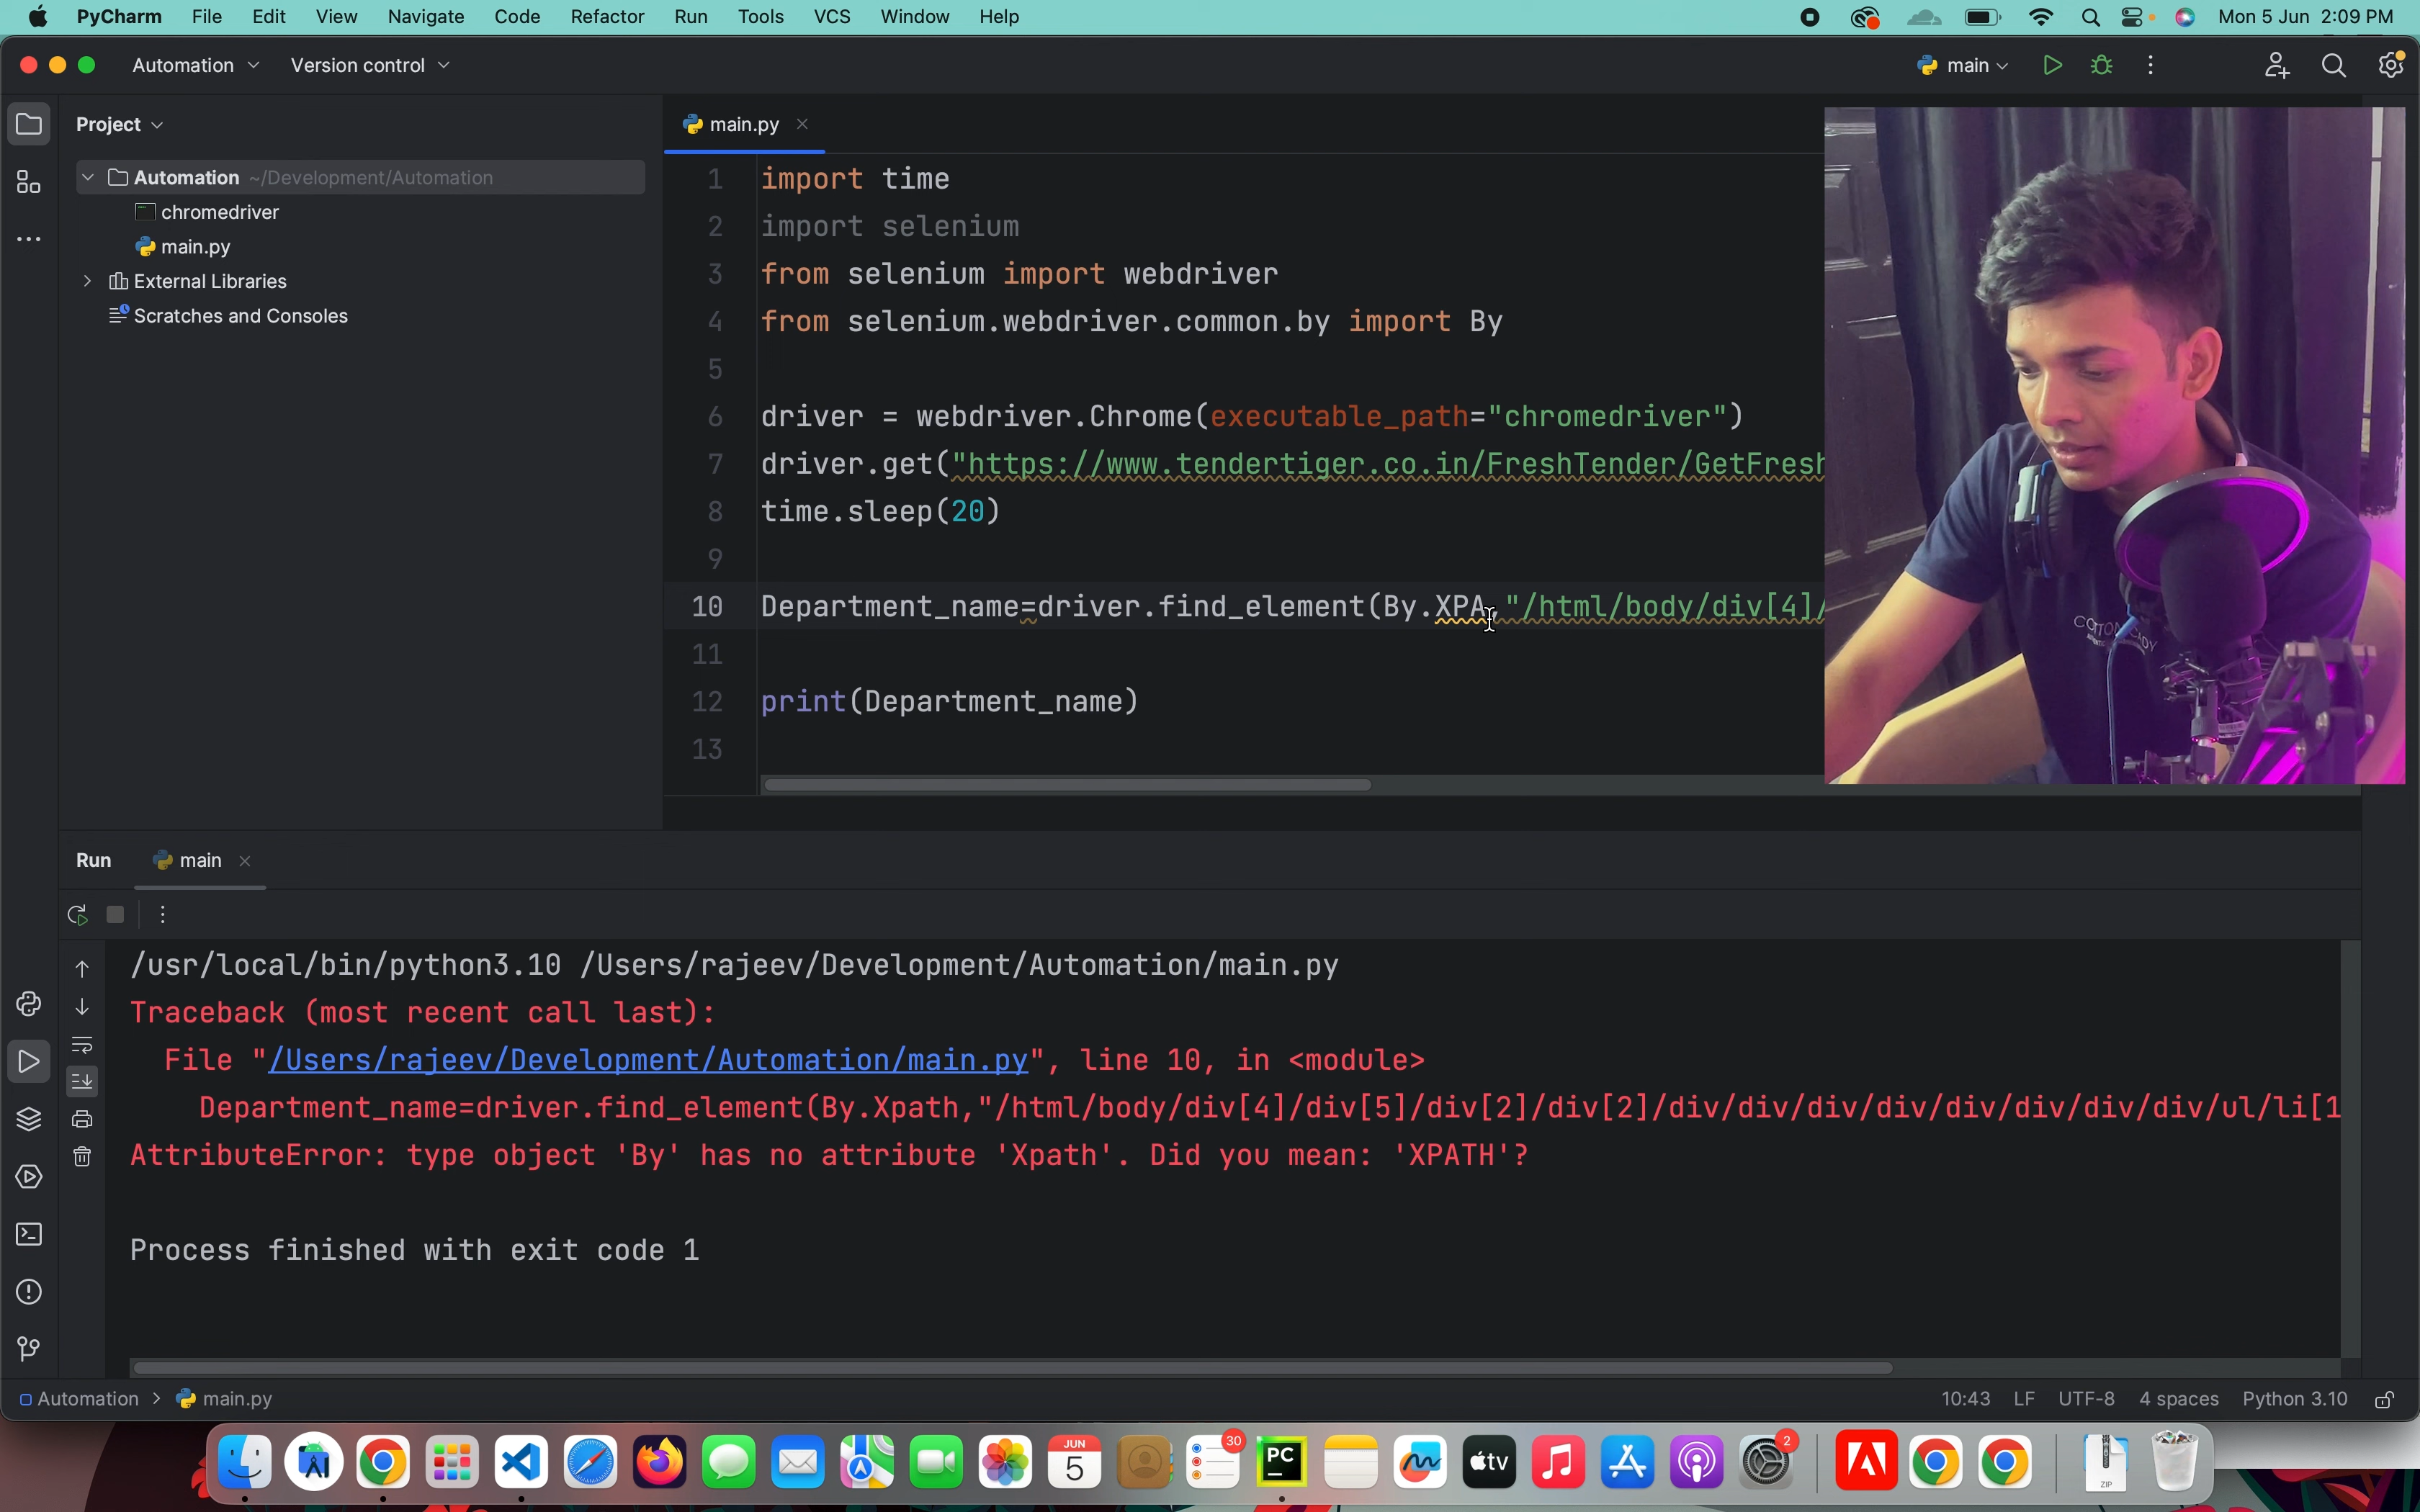 PyCharm File Edit View Navigate Code Refactor Run Tools VCS Window Help Mon 5 Jun 2:09 PM
Automation Version control main
Project
main.py
Automation ~/Development/Automation
chromedriver
main.py
External Libraries
Scratches and Consoles
1 import time
2 import selenium
3 from selenium import webdriver
4 from selenium.webdriver.common.by import By
5
6 driver = webdriver.Chrome(executable_path="chromedriver")
7 driver.get("https://www.tendertiger.co.in/FreshTender/GetFresh
8 time.sleep(20)
9
10 Department_name=driver.find_element(By.XPA,"/html/body/div[4]/
11
12 print(Department_name)
13
Run main
/usr/local/bin/python3.10 /Users/rajeev/Development/Automation/main.py
Traceback (most recent call last):
File "/Users/rajeev/Development/Automation/main.py", line 10, in <module>
Department_name=driver.find_element(By.Xpath,"/html/body/div[4]/div[5]/div[2]/div[2]/div/div/div/div/div/div/div/div/ul/li[1
AttributeError: type object 'By' has no attribute 'Xpath'. Did you mean: 'XPATH'?
Process finished with exit code 1
Automation > main.py 10:43 LF UTF-8 4 spaces Python 3.10
JUN
5
30
PC
tv
2
ZIP